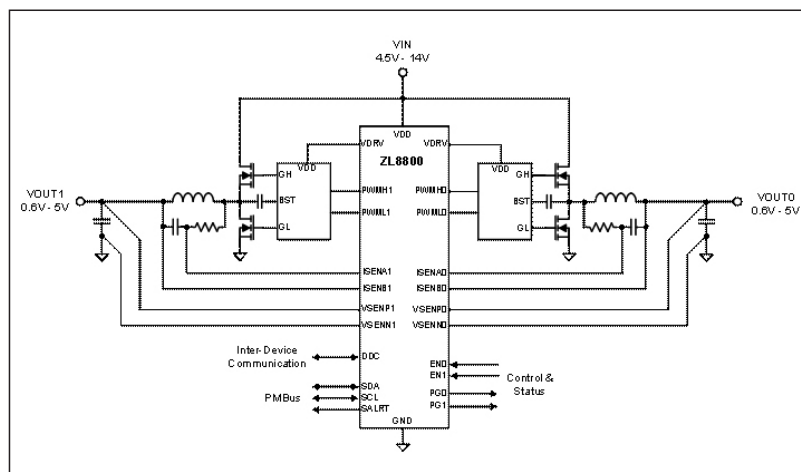 VIN
4.5V - 14V
VDD
VDRV
VDRV
ZL8800
VDD
VDD
GH
GH
VOUT1
0.6V - 5V
BST
PWMH1
PWMH0
BST
VOUT0
0.6V - 5V
PWML1
PWML0
GL
GL
ISENA1
ISENA0
ISENB1
ISENB0
VSENP1
VSENP0
VSENN1
VSENN0
Inter-Device
Communication
DDC
EN0
EN1
Control &
Status
PMBus
SDA
SCL
SALRT
PG0
PG1
GND